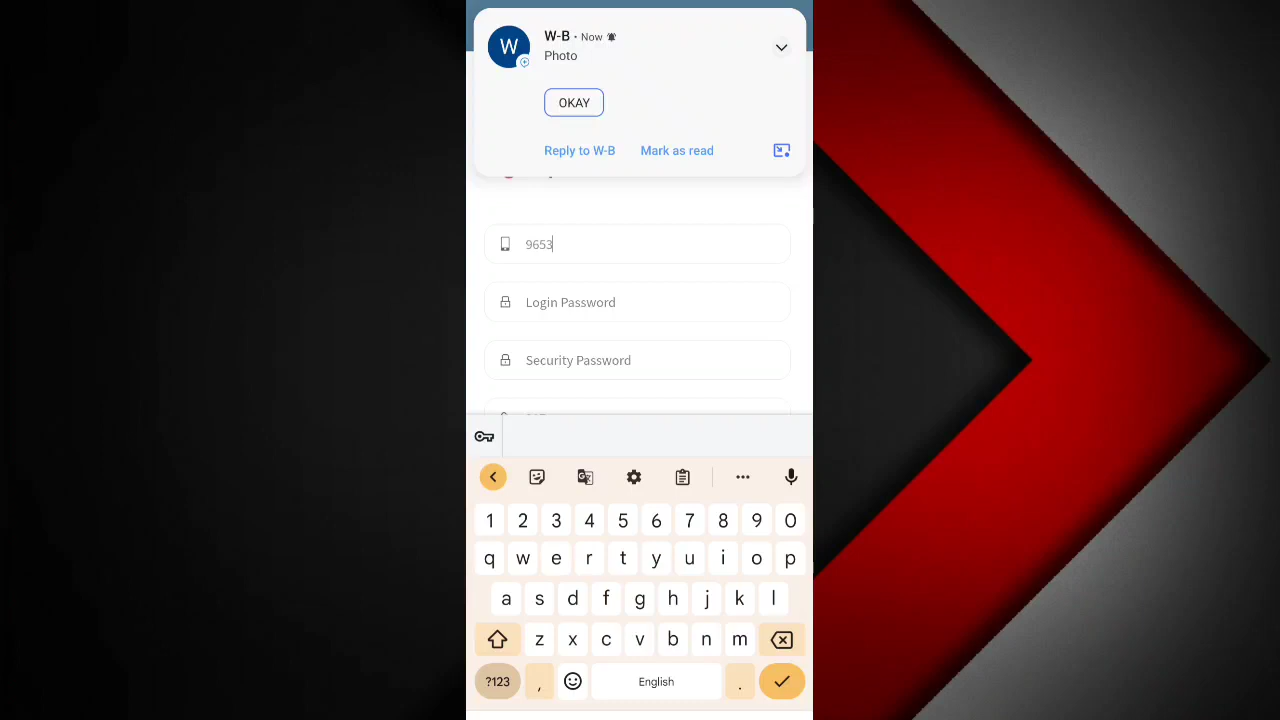 W
W-B • Now
Photo
OKAY
Reply to W-B Mark as read
9653
Login Password
Security Password
1 2 3 4 5 6 7 8 9 0
q w e r t y u i o p
a s d f g h j k l
z x c v b n m
?123 , English .